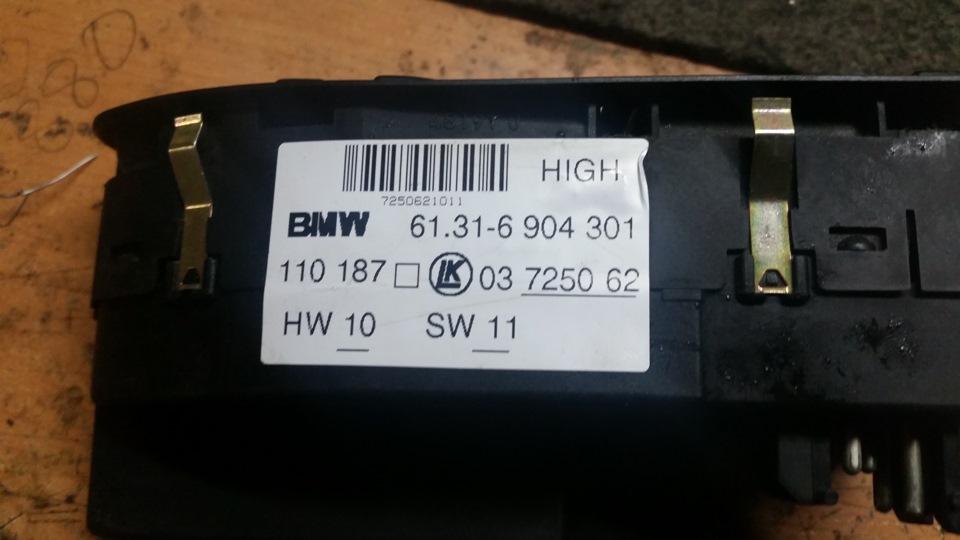 HIGH
7250621011
BMW 61.31-6 904 301
110 187 □ LK 03 7250 62
HW 10 SW 11